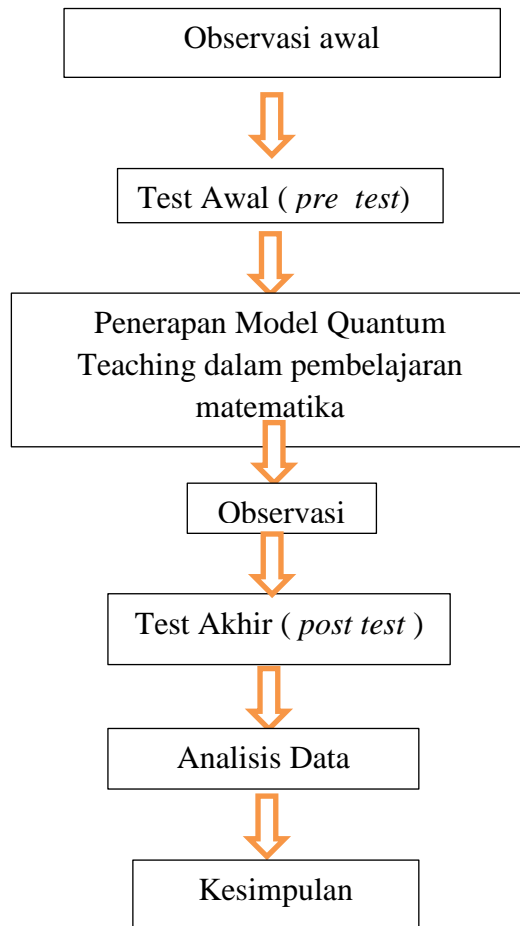 Observasi awal
Test Awal ( pre test)
Penerapan Model Quantum
Teaching dalam pembelajaran
matematika
Observasi
Test Akhir ( post test )
Analisis Data
Kesimpulan